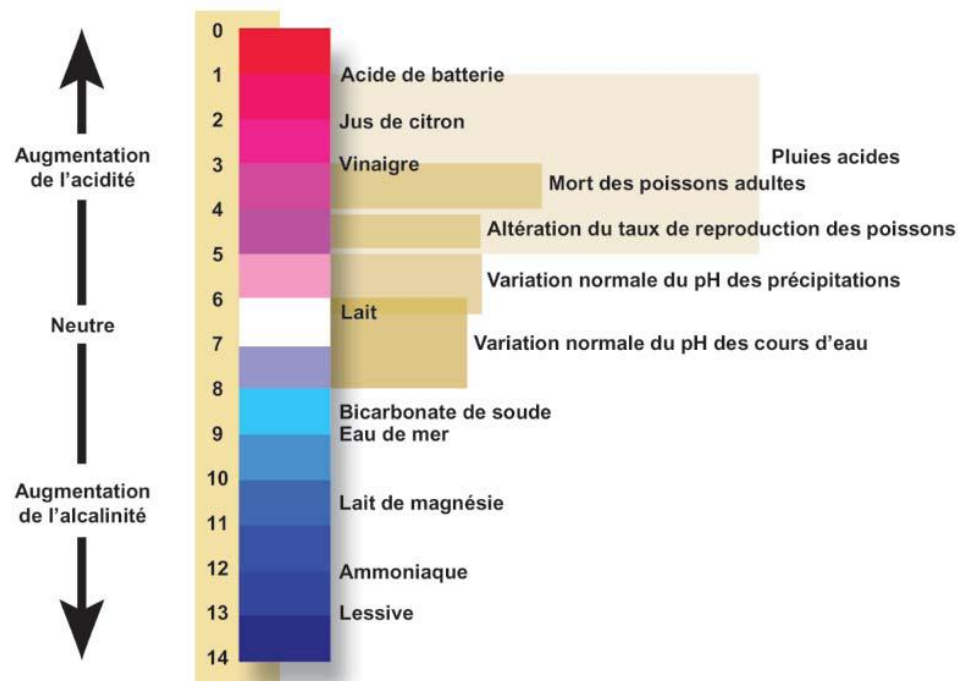 0
1
Acide de batterie
2
Jus de citron
Augmentation
de l’acidité
3
Vinaigre
Pluies acides
Mort des poissons adultes
4
Altération du taux de reproduction des poissons
5
Variation normale du pH des précipitations
6
Lait
Neutre
7
Variation normale du pH des cours d’eau
8
Bicarbonate de soude
9
Eau de mer
10
Augmentation
de l’alcalinité
Lait de magnésie
11
12
Ammoniaque
13
Lessive
14